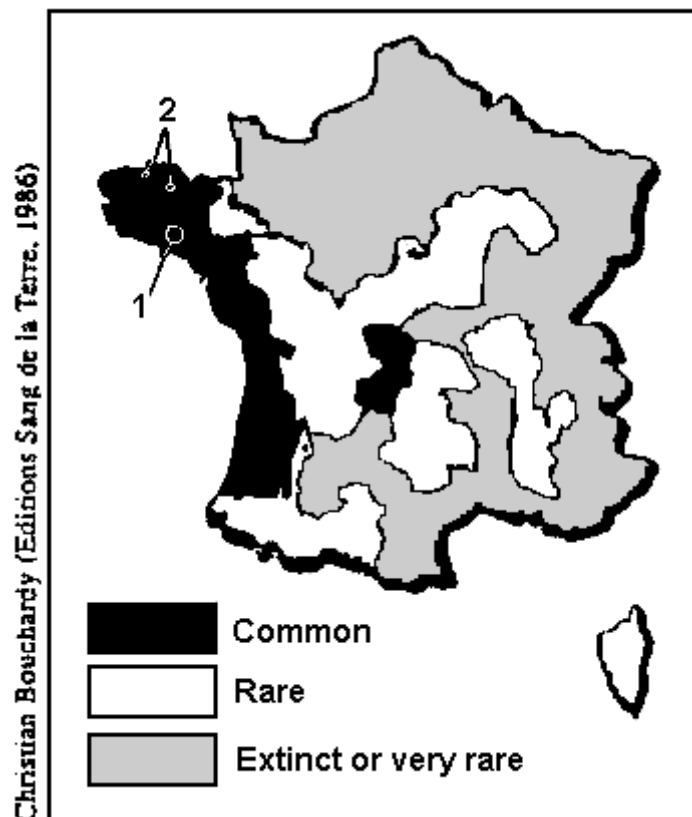 Christian Bouchardy (Editions Sang de la Terre, 1986)
2
1
Common
Rare
Extinct or very rare